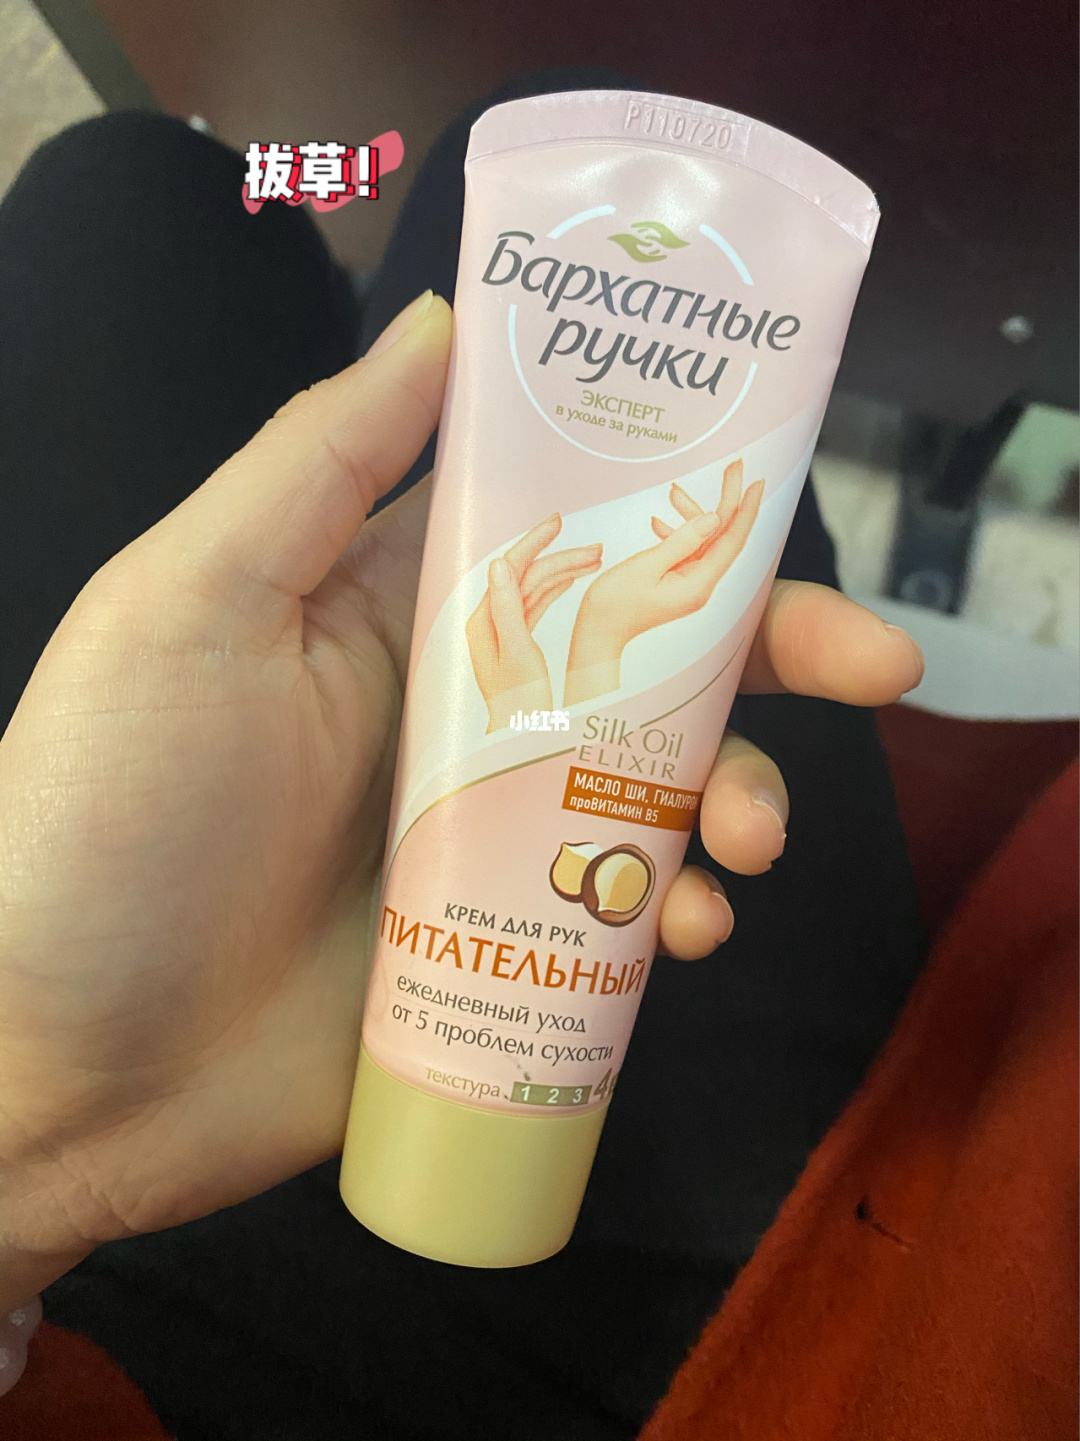 P110720
拔草!
Бархатные
ручки
ЭКСПЕРТ
в уходе за руками
小红书
Silk Oil
ELIXIR
МАСЛО ШИ, ГИАЛУРОН
проВИТАМИН B5
КРЕМ ДЛЯ РУК
ПИТАТЕЛЬНЫЙ
ежедневный уход
от 5 проблем сухости
текстура 1 2 3 4